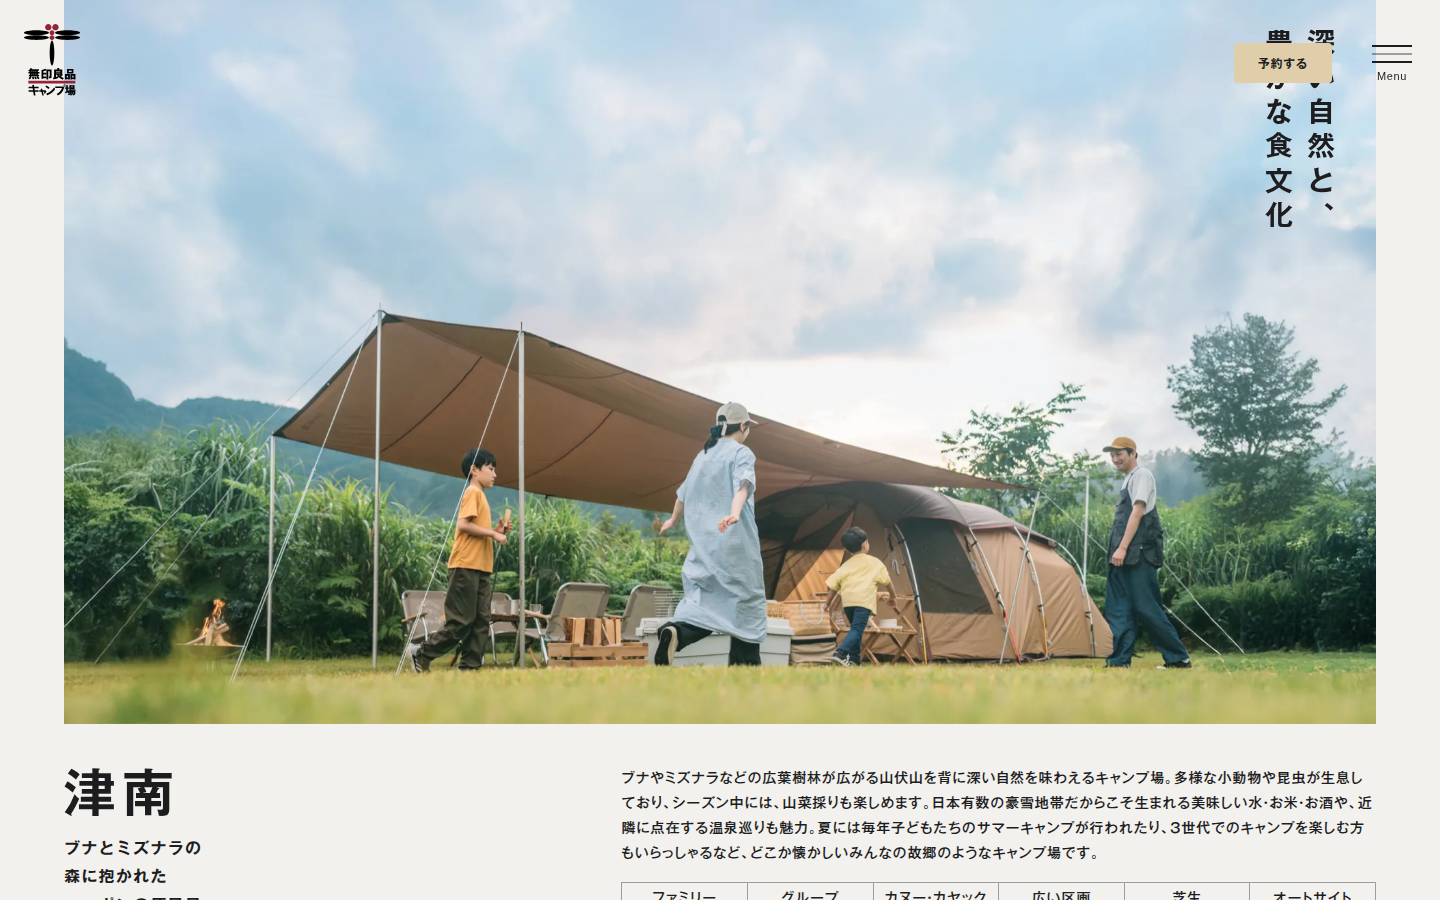 無印良品
キャンプ場
深い自然と、
豊かな食文化
予約する
Menu
津南
ブナとミズナラの
森に抱かれた
ブナやミズナラなどの広葉樹林が広がる山伏山を背に深い自然を味わえるキャンプ場。多様な小動物や昆虫が生息し
ており、シーズン中には、山菜採りも楽しめます。日本有数の豪雪地帯だからこそ生まれる美味しい水・お米・お酒や、近
隣に点在する温泉巡りも魅力。夏には毎年子どもたちのサマーキャンプが行われたり、3世代でのキャンプを楽しむ方
もいらっしゃるなど、どこか懐かしいみんなの故郷のようなキャンプ場です。
ファミリー
グループ
カヌー・カヤック
広い区画
芝生
オートサイト